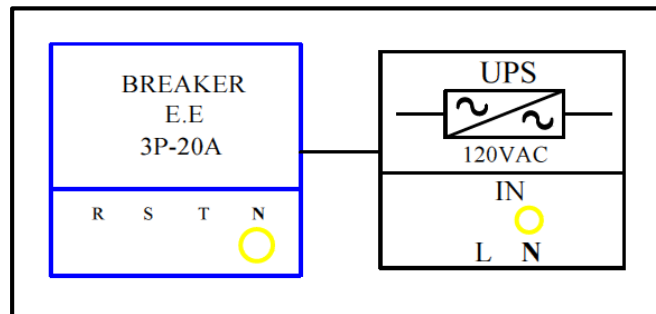 BREAKER
E.E
3P-20A
R S T N
UPS
120VAC
IN
L N